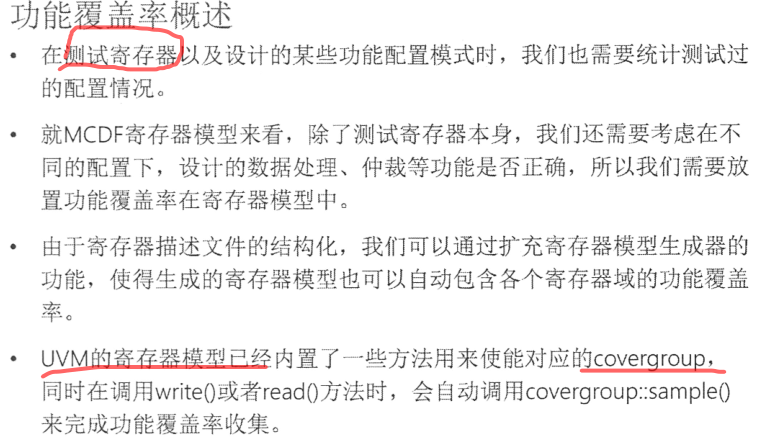 功能覆盖率概述
• 在测试寄存器以及设计的某些功能配置模式时，我们也需要统计测试过
的配置情况。
• 就MCDF寄存器模型来看，除了测试寄存器本身，我们还需要考虑在不
同的配置下，设计的数据处理、仲裁等功能是否正确，所以我们需要放
置功能覆盖率在寄存器模型中。
• 由于寄存器描述文件的结构化，我们可以通过扩充寄存器模型生成器的
功能，使得生成的寄存器模型也可以自动包含各个寄存器域的功能覆盖
率。
• UVM的寄存器模型已经内置了一些方法用来使能对应的covergroup，
同时在调用write()或者read()方法时，会自动调用covergroup::sample()
来完成功能覆盖率收集。